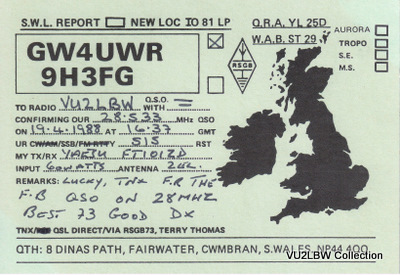 S.W.L. REPORT NEW LOC IO 81 LP
Q.R.A. YL 25D
W.A.B. ST 29
AURORA
TROPO
S.E.
M.S.
GW4UWR
9H3FG
RSGB
TO RADIO VU2LBW Q.S.O. WITH
CONFIRMING OUR 28.533 MHz QSO
ON 19.4.1988 AT 16.37 GMT
UR CW/AM/SSB/FM RTTY 515 RST
MY TX/RX YAESU FT101ZD
INPUT 60WATTS ANTENNA 2EL.
REMARKS: LUCKY, TNX F.R THE
F.B QSO ON 28MHZ
BEST 73 GOOD DX
TNX/ QSL DIRECT/VIA RSGB73, TERRY THOMAS
QTH: 8 DINAS PATH, FAIRWATER, CWMBRAN, S.WALES, NP44 4QQ
VU2LBW Collection